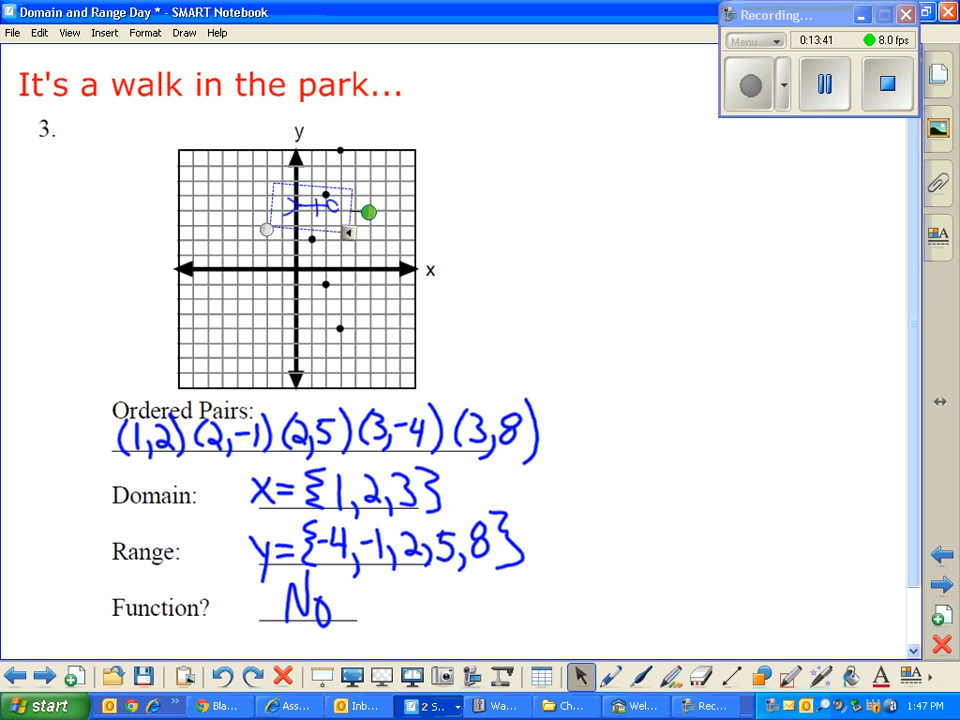 Domain and Range Day * - SMART Notebook
Recording...
File Edit View Insert Format Draw Help
Menu 0:13:41 8.0 fps
It's a walk in the park...
3.
y
x
Ordered Pairs:
(1,2) (2,-1) (2,5) (3,-4) (3,8)
Domain: x={1,2,3}
Range: y={-4,-1,2,5,8}
Function? No
start Bla... Ass... Inb... 2 S... Wa... Ch... Wel... Rec... 1:47 PM